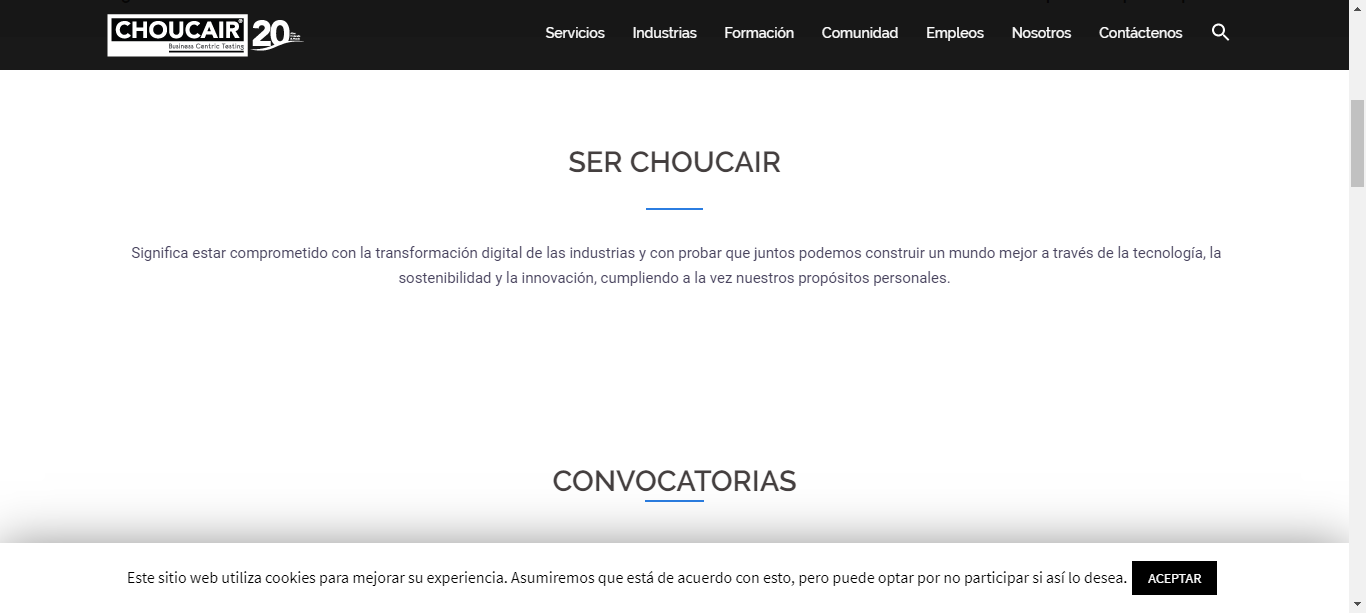 CHOUCAIR
Business Centric Testing
20
Servicios
Industrias
Formación
Comunidad
Empleos
Nosotros
Contáctenos
SER CHOUCAIR
Significa estar comprometido con la transformación digital de las industrias y con probar que juntos podemos construir un mundo mejor a través de la tecnología, la
sostenibilidad y la innovación, cumpliendo a la vez nuestros propósitos personales.
CONVOCATORIAS
Este sitio web utiliza cookies para mejorar su experiencia. Asumiremos que está de acuerdo con esto, pero puede optar por no participar si así lo desea.
ACEPTAR